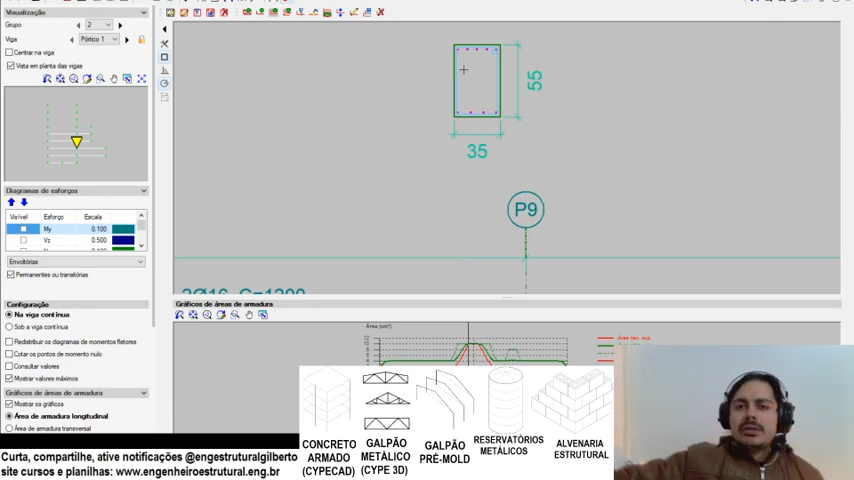 Visualização
Grupo
2
Viga
Pórtico 1
Centrar na viga
Vista em planta das vigas
Diagramas de esforços
Visível Esforço Escala
My 0.100
Vz 0.500
Envoltórias
Permanentes ou transitórias
Configuração
Na viga contínua
Sob a viga contínua
Redistribuir os diagramas de momentos fletores
Cotar os pontos de momento nulo
Consultar valores
Mostrar valores máximos
Gráficos de áreas de armadura
Mostrar os gráficos
Área de armadura longitudinal
Área de armadura transversal
55
35
P9
C=1200
Gráficos de áreas de armadura
Área (cm²)
Área nec. sup.
CONCRETO
ARMADO
(CYPECAD)
GALPÃO
METÁLICO
(CYPE 3D)
GALPÃO
PRÉ-MOLD
RESERVATÓRIOS
METÁLICOS
ALVENARIA
ESTRUTURAL
Curta, compartilhe, ative notificações @engestruturalgilberto
site cursos e planilhas: www.engenheiroestrutural.eng.br